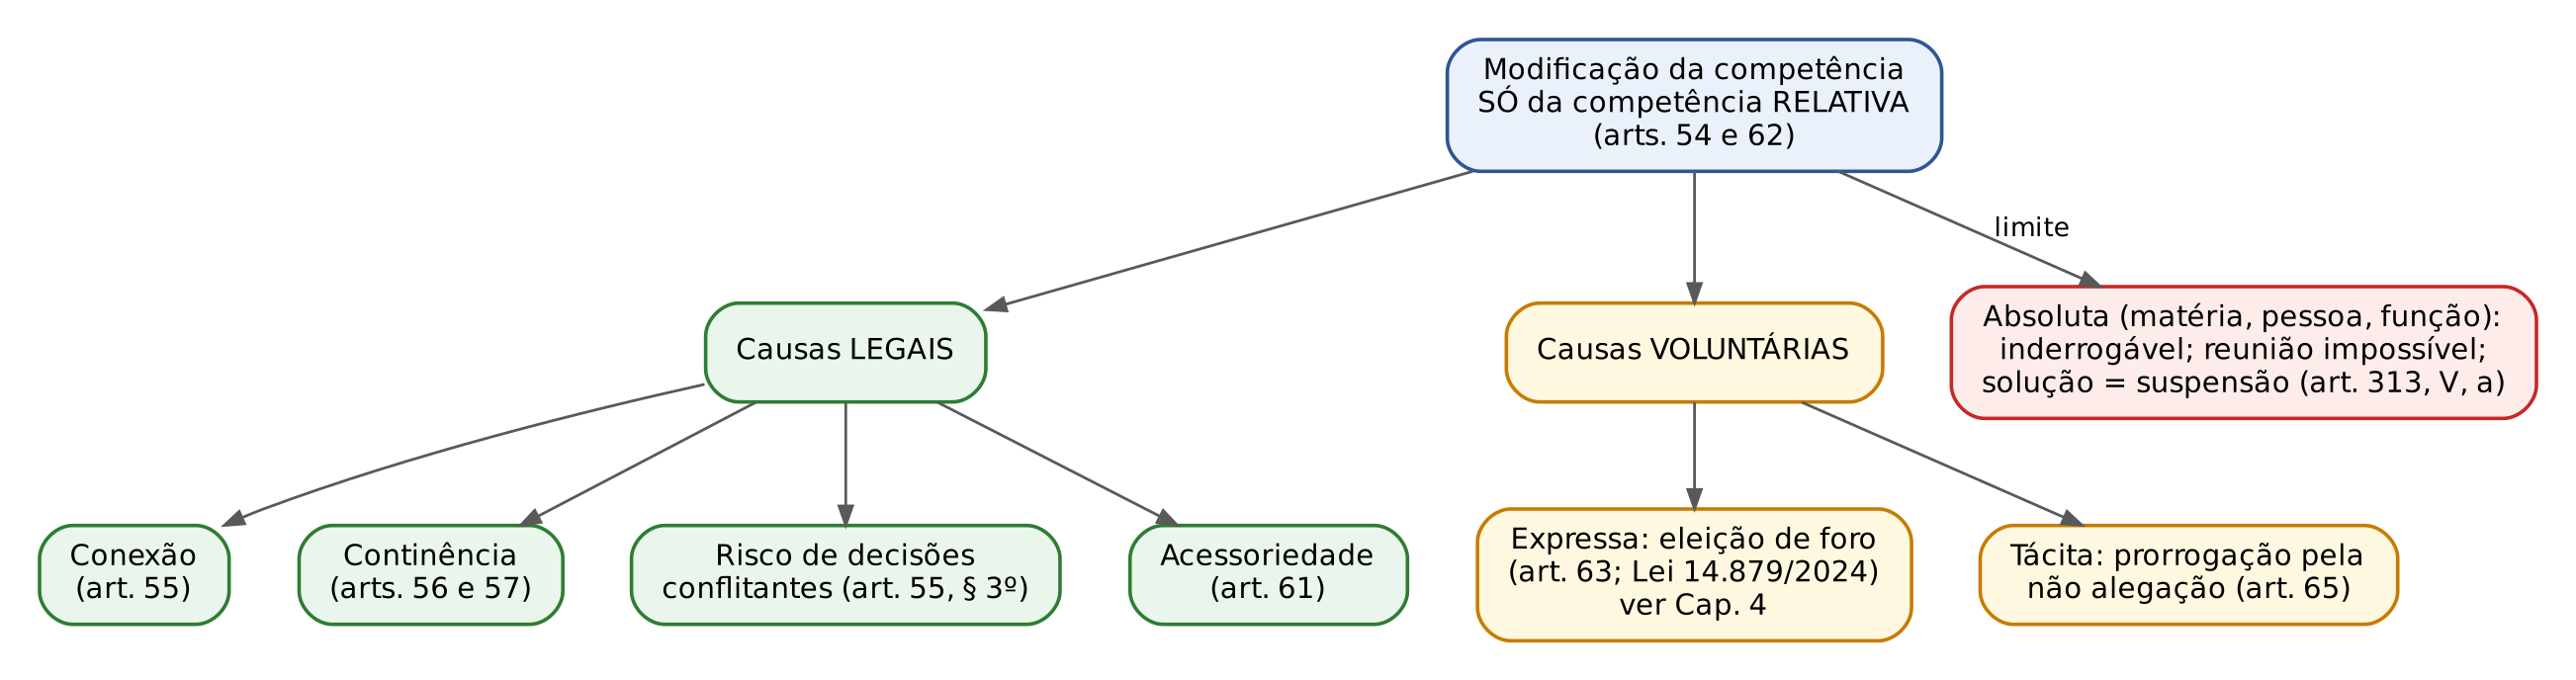 Modificação da competência
SÓ da competência RELATIVA
(arts. 54 e 62)
limite
Causas LEGAIS
Causas VOLUNTÁRIAS
Absoluta (matéria, pessoa, função):
inderrogável; reunião impossível;
solução = suspensão (art. 313, V, a)
Conexão
(art. 55)
Continência
(arts. 56 e 57)
Risco de decisões
conflitantes (art. 55, § 3º)
Acessoriedade
(art. 61)
Expressa: eleição de foro
(art. 63; Lei 14.879/2024)
ver Cap. 4
Tácita: prorrogação pela
não alegação (art. 65)